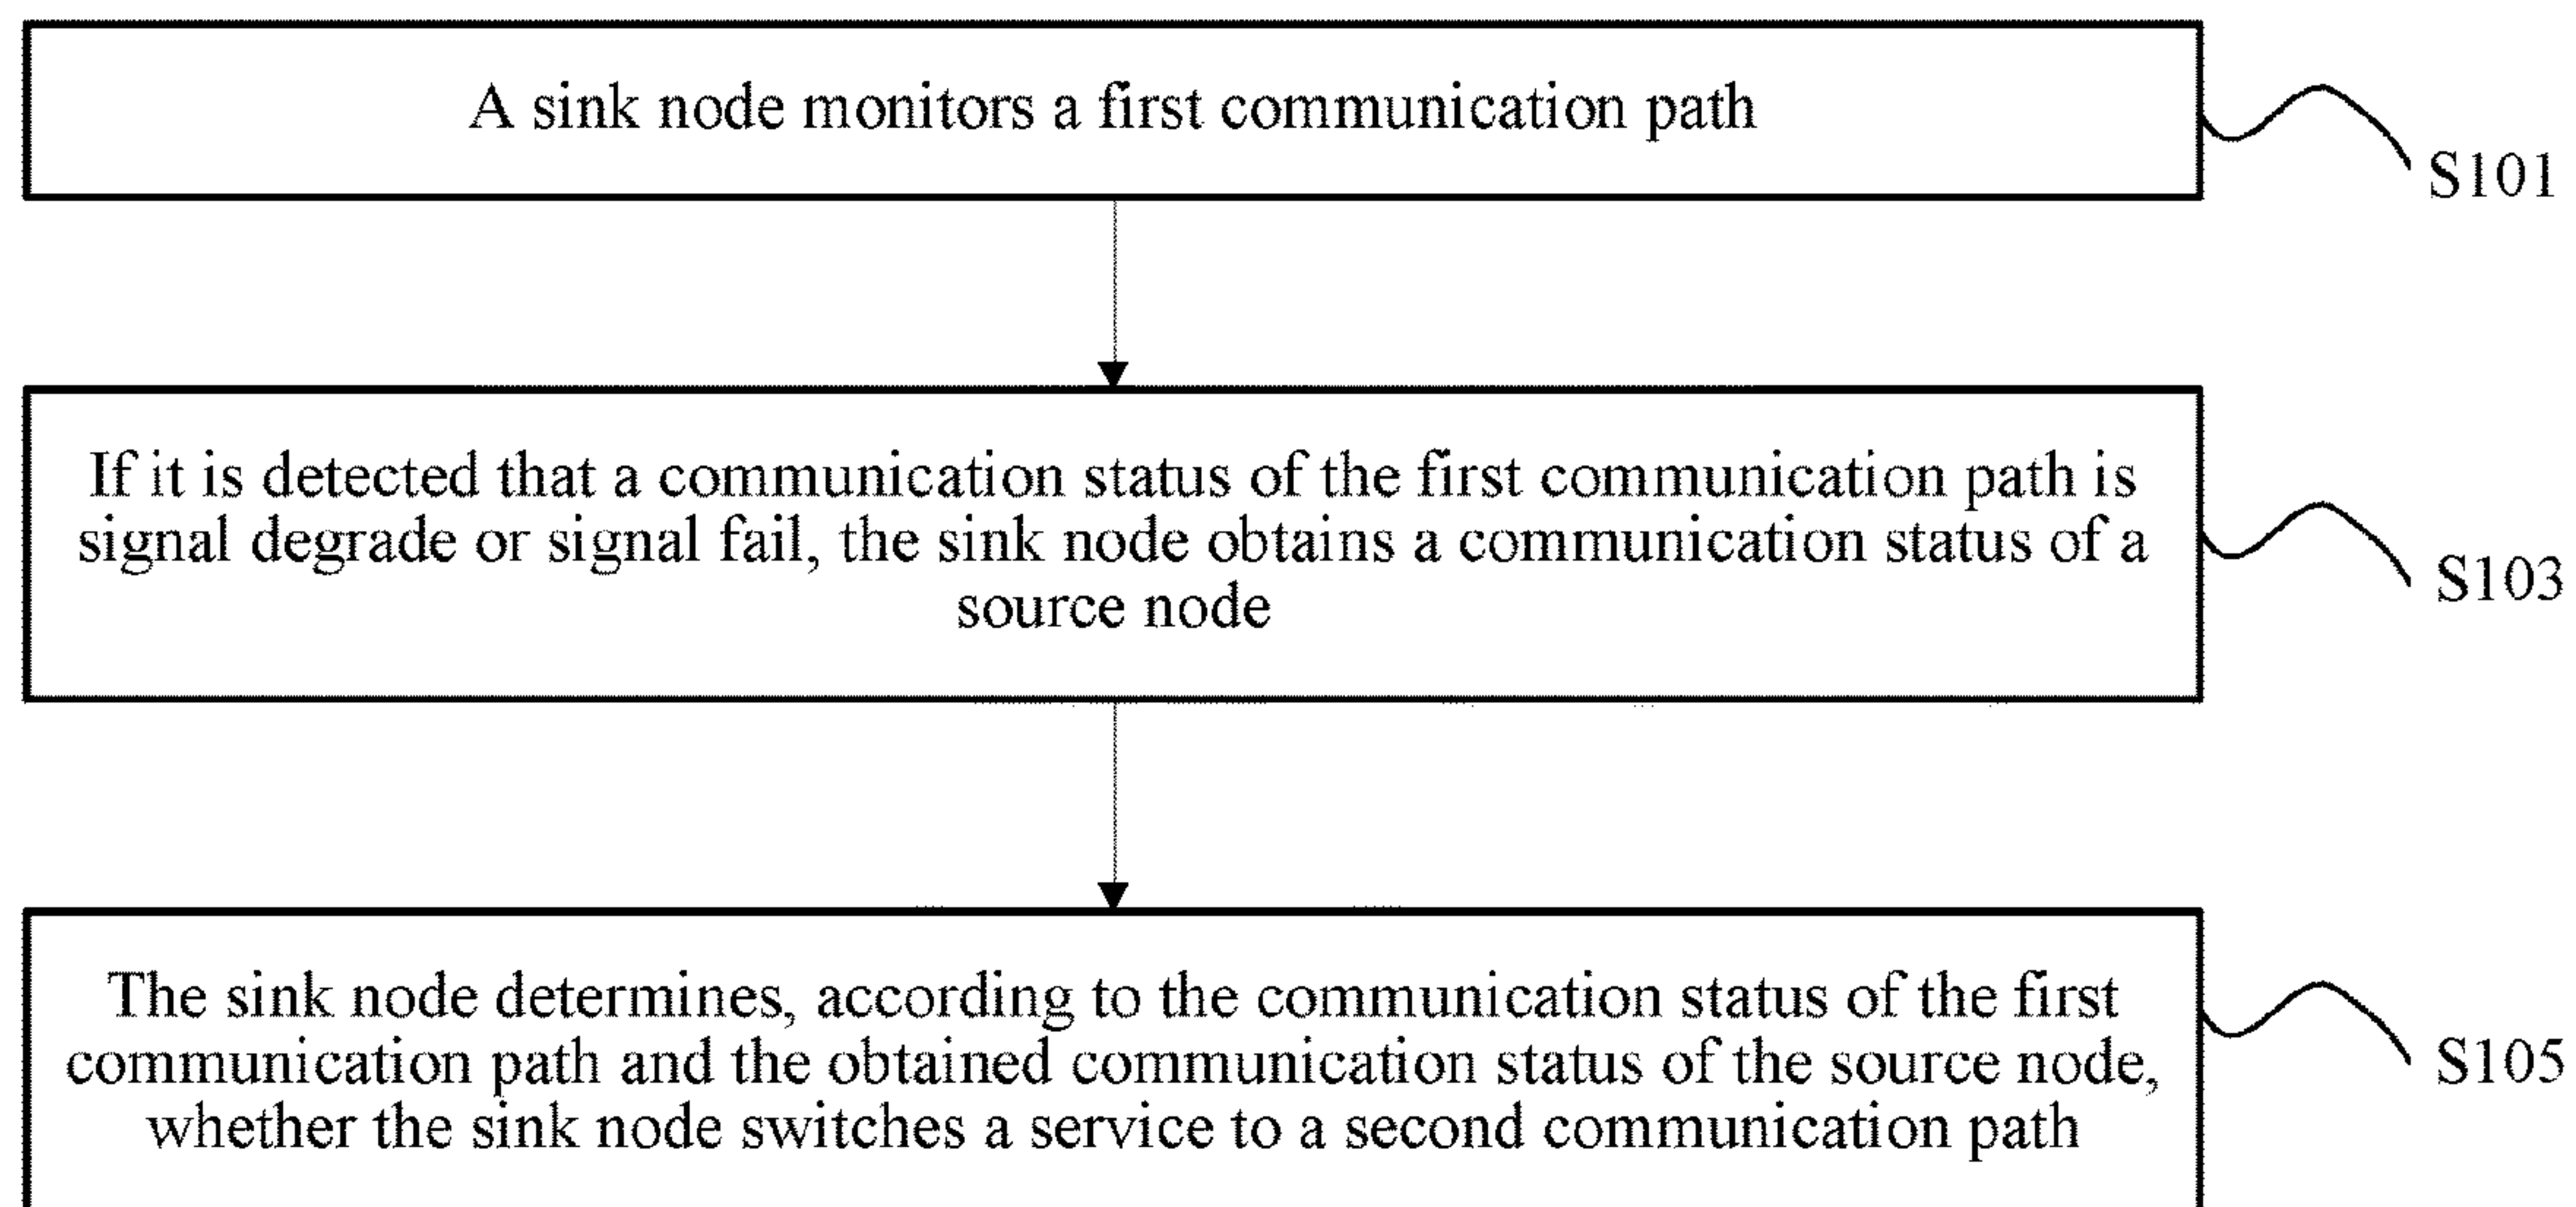 A sink node monitors a first communication path
S101
If it is detected that a communication status of the first communication path is
signal degrade or signal fail, the sink node obtains a communication status of a
source node
S103
The sink node determines, according to the communication status of the first
communication path and the obtained communication status of the source node,
whether the sink node switches a service to a second communication path
S105